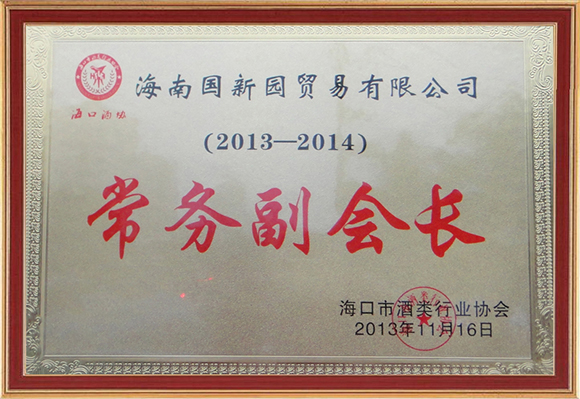 海口酒协
海南国新园贸易有限公司
(2013—2014)
常务副会长
海口市酒类行业协会
2013年11月16日